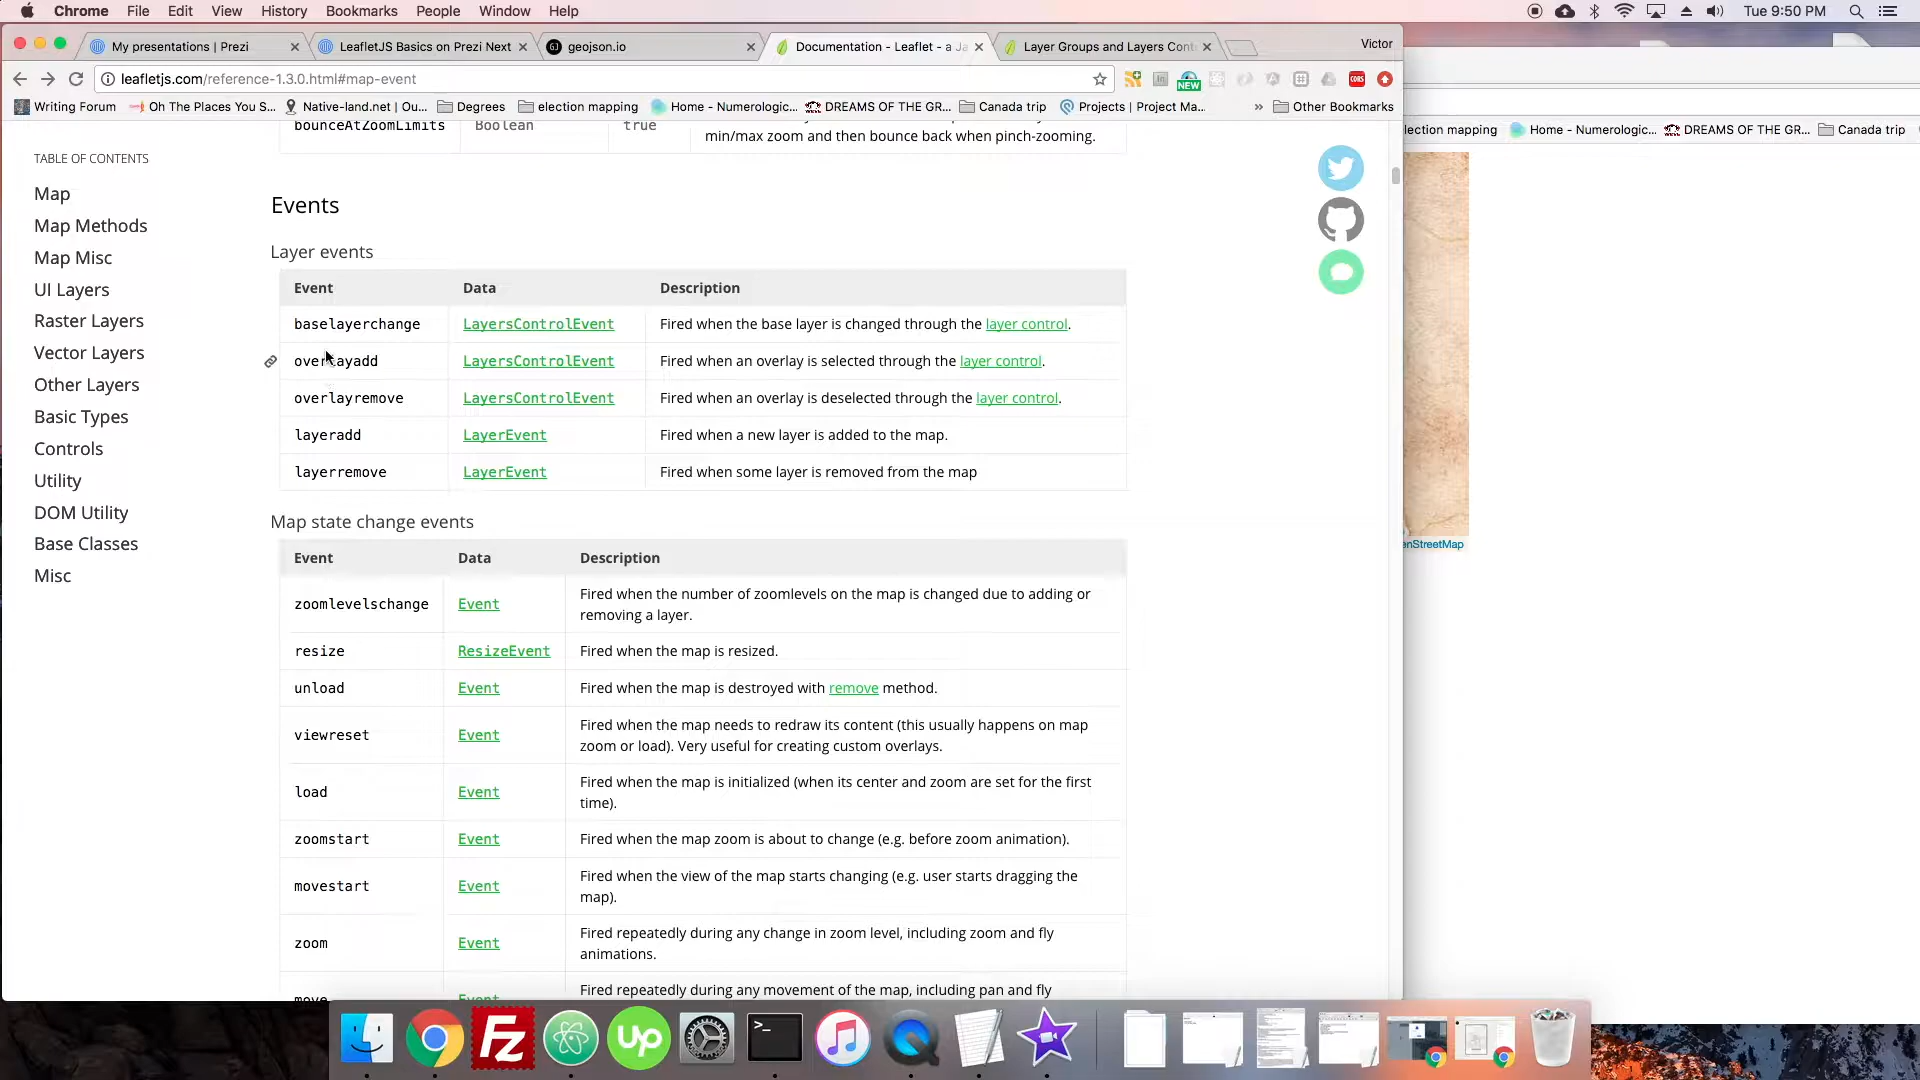 Chrome File Edit View History Bookmarks People Window Help Tue 9:50 PM
My presentations | Prezi LeafletJS Basics on Prezi Next geojson.io Documentation - Leaflet - a Ja Layer Groups and Layers Cont Victor
leafletjs.com/reference-1.3.0.html#map-event NEW CORS
Writing Forum Oh The Places You S... Native-land.net | Ou... Degrees election mapping Home - Numerologic... DREAMS OF THE GR... Canada trip Projects | Project Ma... » Other Bookmarks
lection mapping Home - Numerologic... DREAMS OF THE GR... Canada trip
bounceAtZoomLimits Boolean true
min/max zoom and then bounce back when pinch-zooming.
TABLE OF CONTENTS
Map
Map Methods
Map Misc
UI Layers
Raster Layers
Vector Layers
Other Layers
Basic Types
Controls
Utility
DOM Utility
Base Classes
Misc
Events
Layer events
Event Data Description
baselayerchange LayersControlEvent Fired when the base layer is changed through the layer control.
overlayadd LayersControlEvent Fired when an overlay is selected through the layer control.
overlayremove LayersControlEvent Fired when an overlay is deselected through the layer control.
layeradd LayerEvent Fired when a new layer is added to the map.
layerremove LayerEvent Fired when some layer is removed from the map
Map state change events
Event Data Description
zoomlevelschange Event Fired when the number of zoomlevels on the map is changed due to adding or
removing a layer.
resize ResizeEvent Fired when the map is resized.
unload Event Fired when the map is destroyed with remove method.
viewreset Event Fired when the map needs to redraw its content (this usually happens on map
zoom or load). Very useful for creating custom overlays.
load Event Fired when the map is initialized (when its center and zoom are set for the first
time).
zoomstart Event Fired when the map zoom is about to change (e.g. before zoom animation).
movestart Event Fired when the view of the map starts changing (e.g. user starts dragging the
map).
zoom Event Fired repeatedly during any change in zoom level, including zoom and fly
animations.
move Event Fired repeatedly during any movement of the map, including pan and fly
enStreetMap
Fz
Up